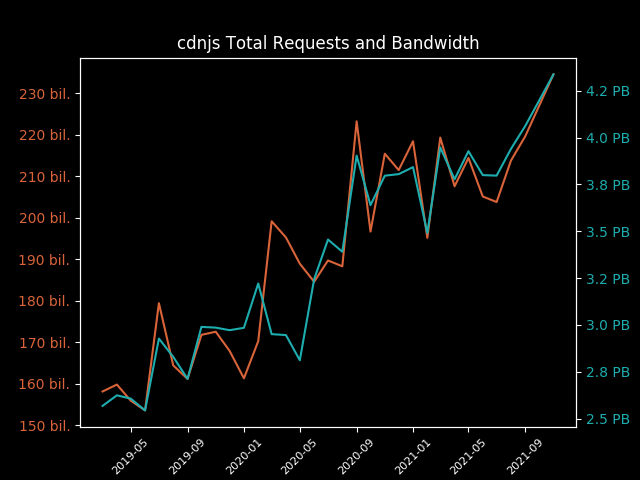 cdnjs Total Requests and Bandwidth
230 bil.
220 bil.
210 bil.
200 bil.
190 bil.
180 bil.
170 bil.
160 bil.
150 bil.
4.2 PB
4.0 PB
3.8 PB
3.5 PB
3.2 PB
3.0 PB
2.8 PB
2.5 PB
2019-05
2019-09
2020-01
2020-05
2020-09
2021-01
2021-05
2021-09